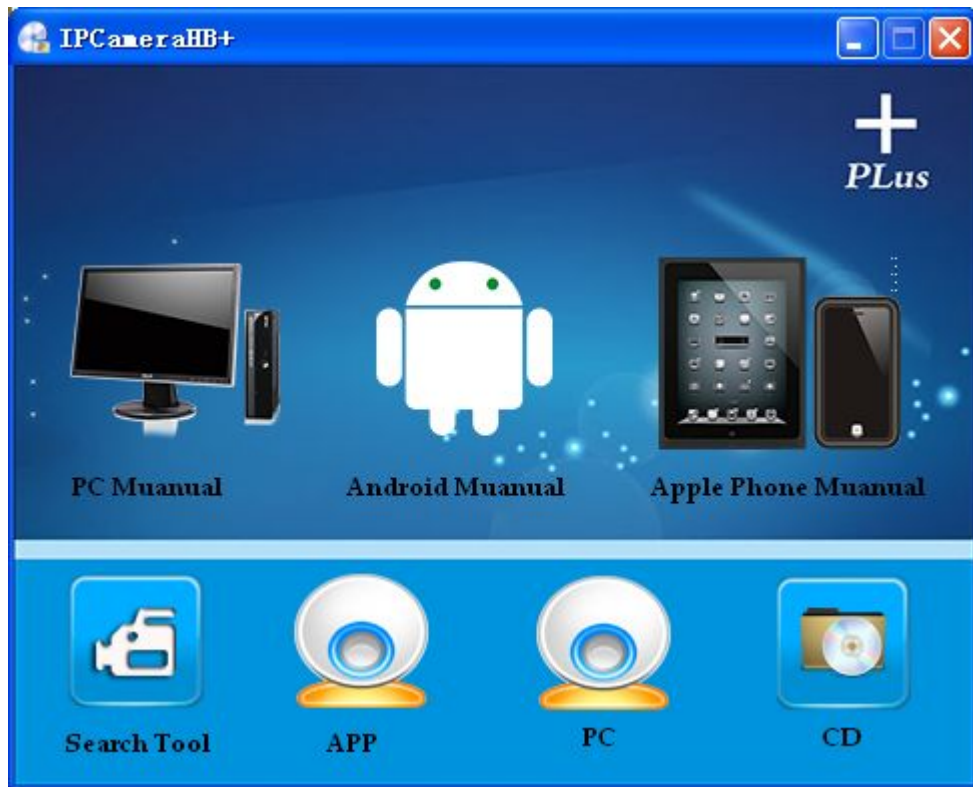 IPCameraHB+
PLus
PC Muanual
Android Muanual
Apple Phone Muanual
Search Tool
APP
PC
CD